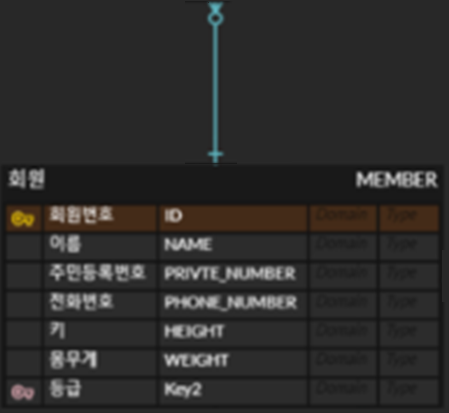 회원 MEMBER
회원번호 ID Domain Type
이름 NAME Domain Type
주민등록번호 PRIVTE_NUMBER Domain Type
전화번호 PHONE_NUMBER Domain Type
키 HEIGHT Domain Type
몸무게 WEIGHT Domain Type
등급 Key2 Domain Type